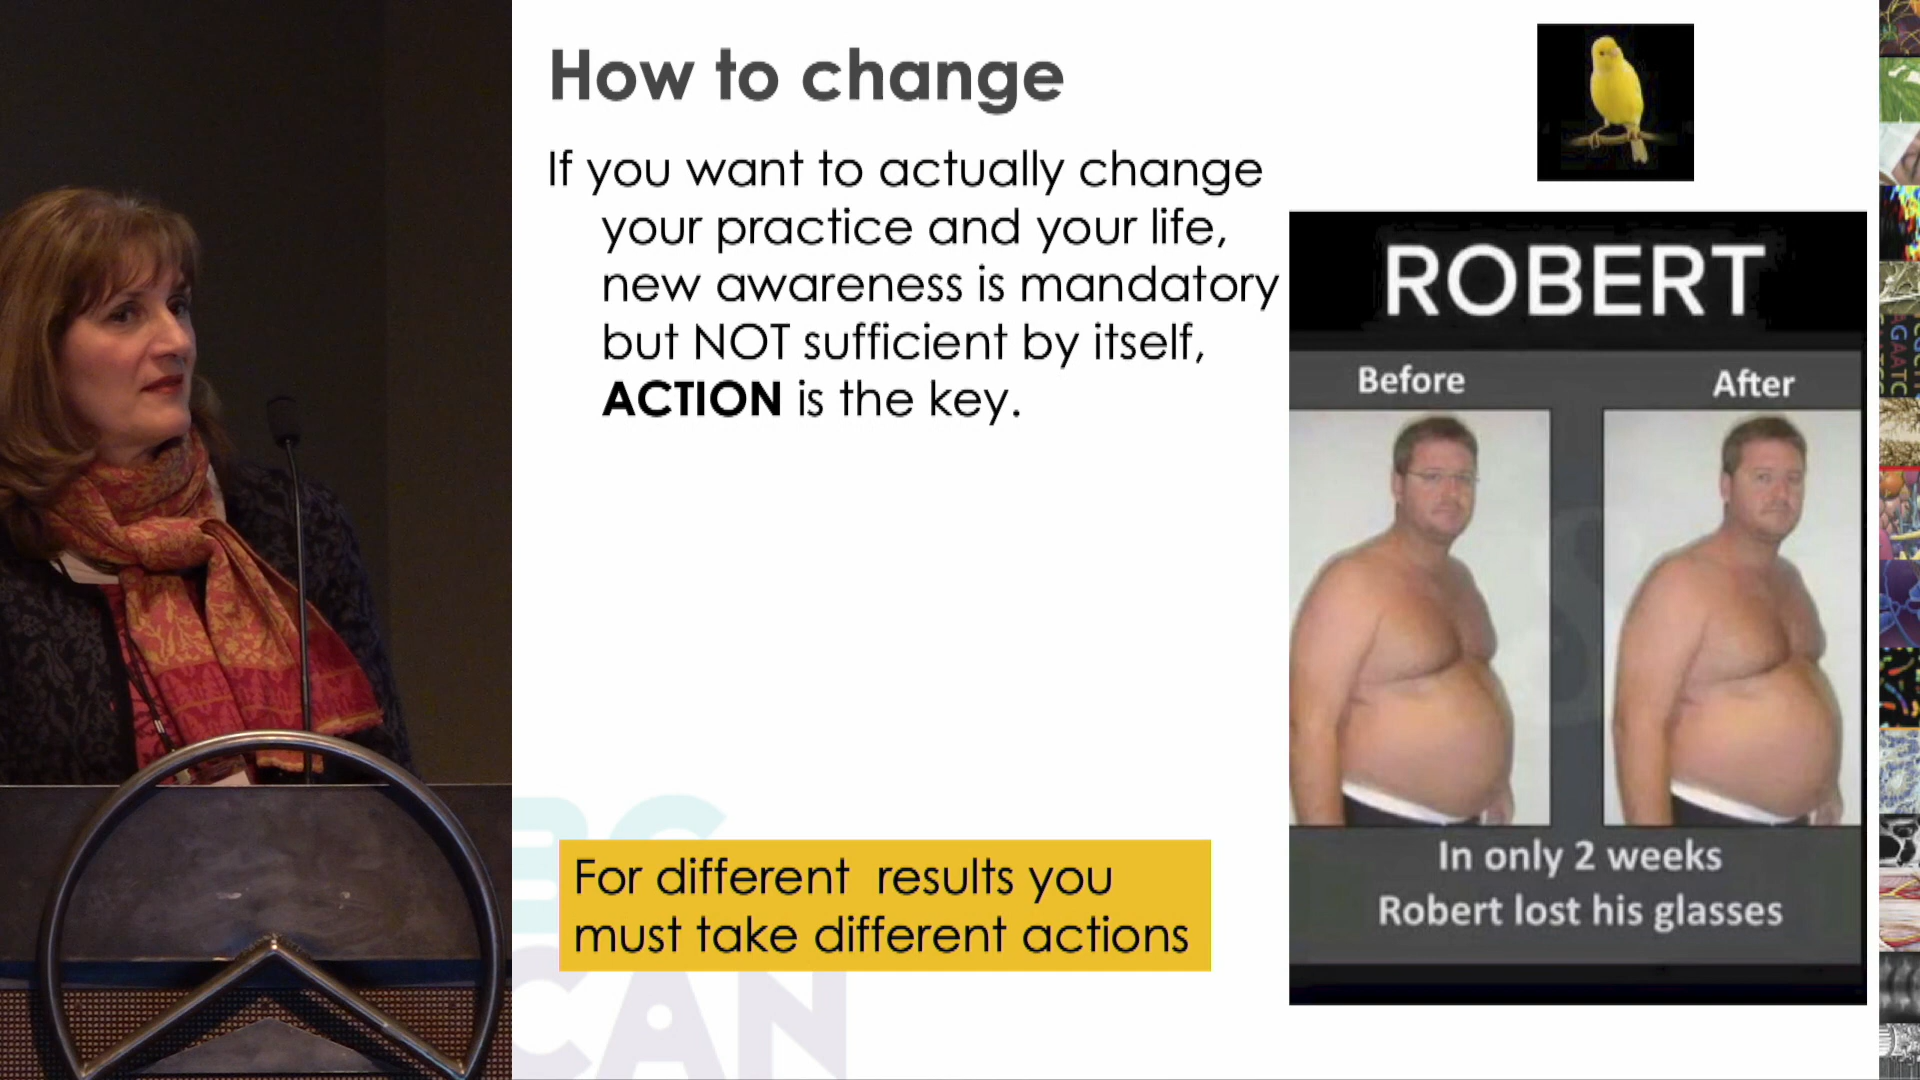 How to change
If you want to actually change
your practice and your life,
new awareness is mandatory
but NOT sufficient by itself,
ACTION is the key.
For different  results you
must take different actions
ROBERT
Before
After
In only 2 weeks
Robert lost his glasses
CAN